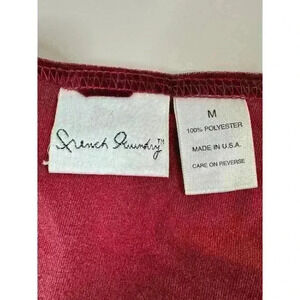 French Laundry™
M
100% POLYESTER
MADE IN U.S.A.
CARE ON REVERSE